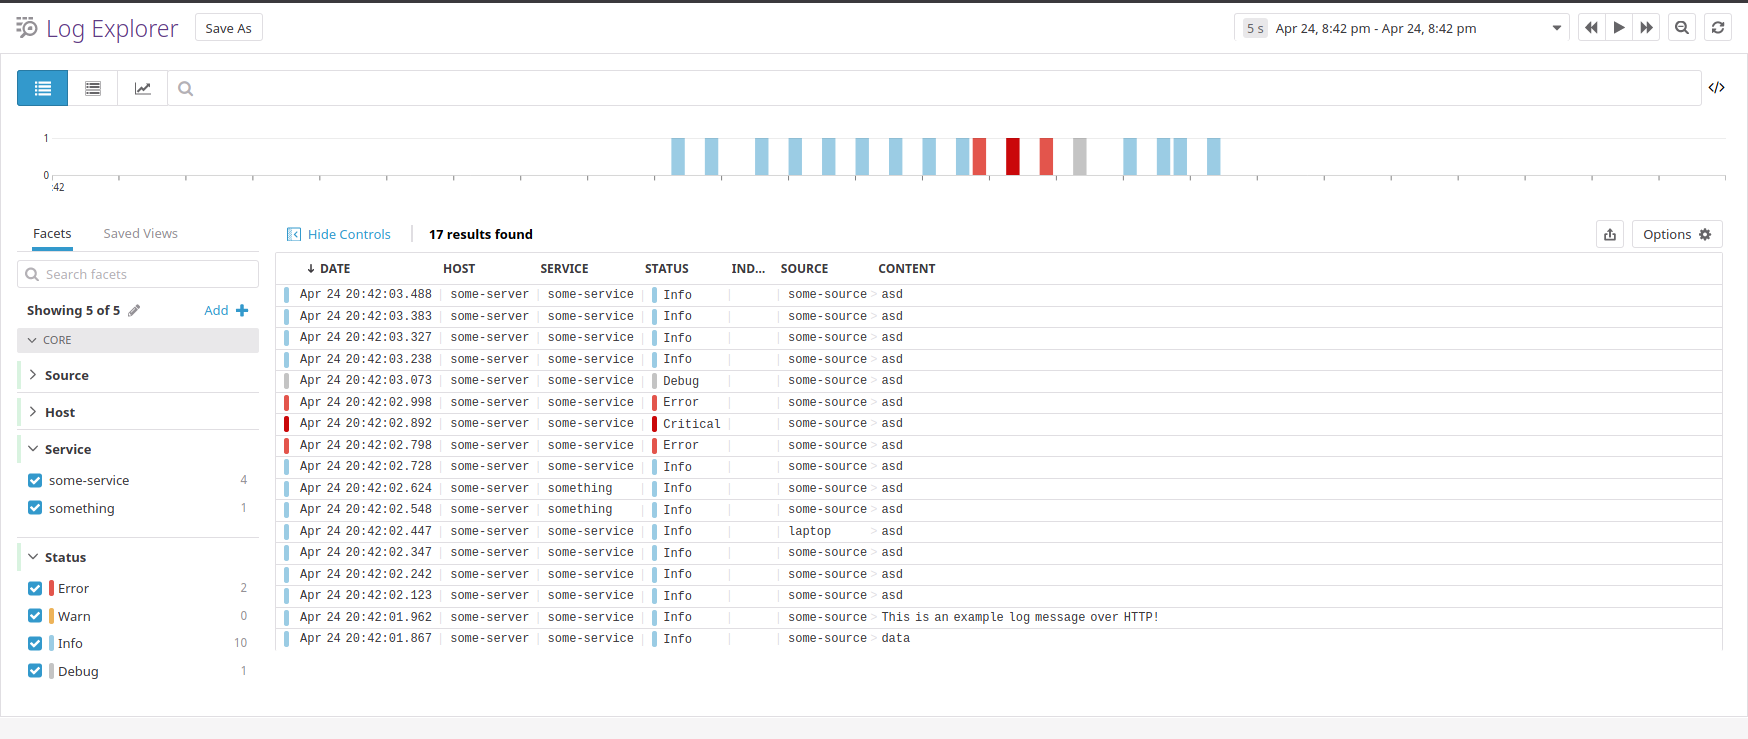 Log Explorer Save As 5 s Apr 24, 8:42 pm - Apr 24, 8:42 pm
</>
1
0
:42
Facets Saved Views Hide Controls 17 results found Options
Search facets
Showing 5 of 5 Add
CORE
Source
Host
Service
some-service 4
something 1
Status
Error 2
Warn 0
Info 10
Debug 1
DATE HOST SERVICE STATUS IND... SOURCE CONTENT
Apr 24 20:42:03.488 some-server some-service Info some-source asd
Apr 24 20:42:03.383 some-server some-service Info some-source asd
Apr 24 20:42:03.327 some-server some-service Info some-source asd
Apr 24 20:42:03.238 some-server some-service Info some-source asd
Apr 24 20:42:03.073 some-server some-service Debug some-source asd
Apr 24 20:42:02.998 some-server some-service Error some-source asd
Apr 24 20:42:02.892 some-server some-service Critical some-source asd
Apr 24 20:42:02.798 some-server some-service Error some-source asd
Apr 24 20:42:02.728 some-server some-service Info some-source asd
Apr 24 20:42:02.624 some-server something Info some-source asd
Apr 24 20:42:02.548 some-server something Info some-source asd
Apr 24 20:42:02.447 some-server some-service Info laptop asd
Apr 24 20:42:02.347 some-server some-service Info some-source asd
Apr 24 20:42:02.242 some-server some-service Info some-source asd
Apr 24 20:42:02.123 some-server some-service Info some-source asd
Apr 24 20:42:01.962 some-server some-service Info some-source This is an example log message over HTTP!
Apr 24 20:42:01.867 some-server some-service Info some-source data